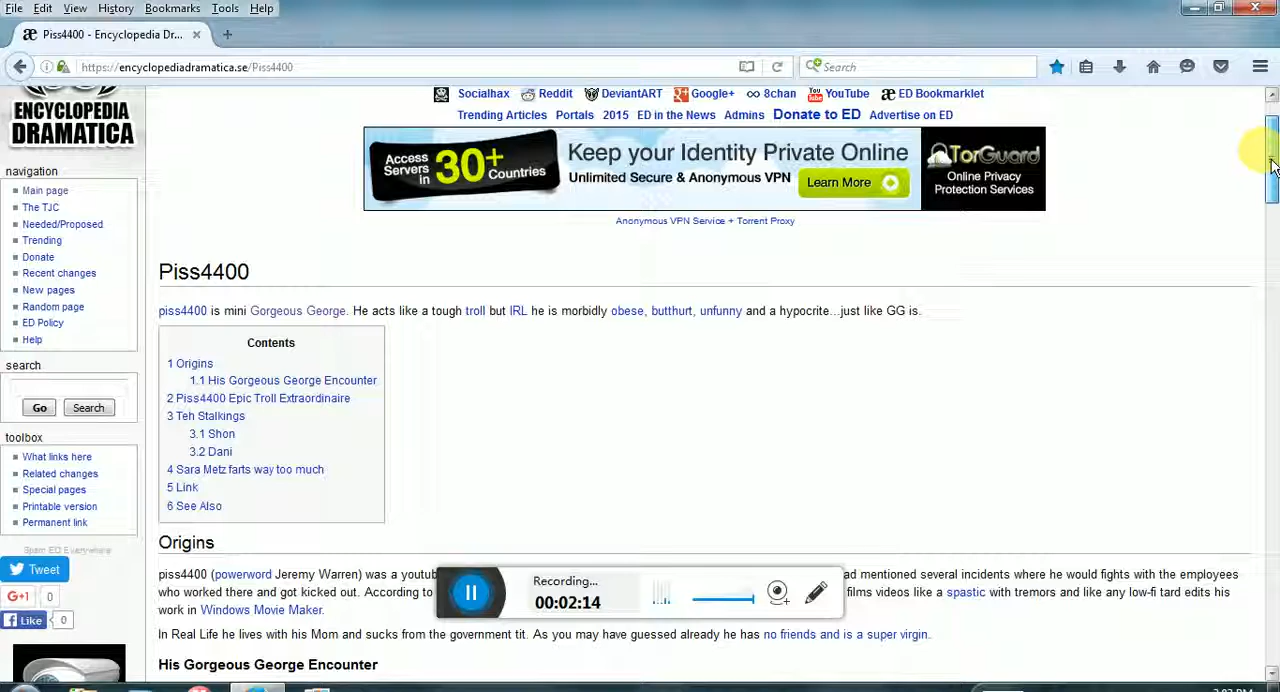 File Edit View History Bookmarks Tools Help
æ Piss4400 - Encyclopedia Dr... × +
https://encyclopediadramatica.se/Piss4400 Search
Socialhax Reddit DeviantART Google+ 8chan YouTube ED Bookmarklet
Trending Articles Portals 2015 ED in the News Admins Donate to ED Advertise on ED
ENCYCLOPEDIA
DRAMATICA
Access
Servers
in
30+
Countries
Keep your Identity Private Online
Unlimited Secure & Anonymous VPN
Learn More
TorGuard
Online Privacy
Protection Services
Anonymous VPN Service + Torrent Proxy
navigation
Main page
The TJC
Needed/Proposed
Trending
Donate
Recent changes
New pages
Random page
ED Policy
Help
search
Go Search
toolbox
What links here
Related changes
Special pages
Printable version
Permanent link
Spam ED Everywhere
Tweet
G+1 0
Like 0
Piss4400
piss4400 is mini Gorgeous George. He acts like a tough troll but IRL he is morbidly obese, butthurt, unfunny and a hypocrite...just like GG is.
Contents
1 Origins
1.1 His Gorgeous George Encounter
2 Piss4400 Epic Troll Extraordinaire
3 Teh Stalkings
3.1 Shon
3.2 Dani
4 Sara Metz farts way too much
5 Link
6 See Also
Origins
piss4400 (powerword Jeremy Warren) was a youtub ad mentioned several incidents where he would fights with the employees
who worked there and got kicked out. According to films videos like a spastic with tremors and like any low-fi tard edits his
work in Windows Movie Maker.
In Real Life he lives with his Mom and sucks from the government tit. As you may have guessed already he has no friends and is a super virgin.
His Gorgeous George Encounter
Recording...
00:02:14